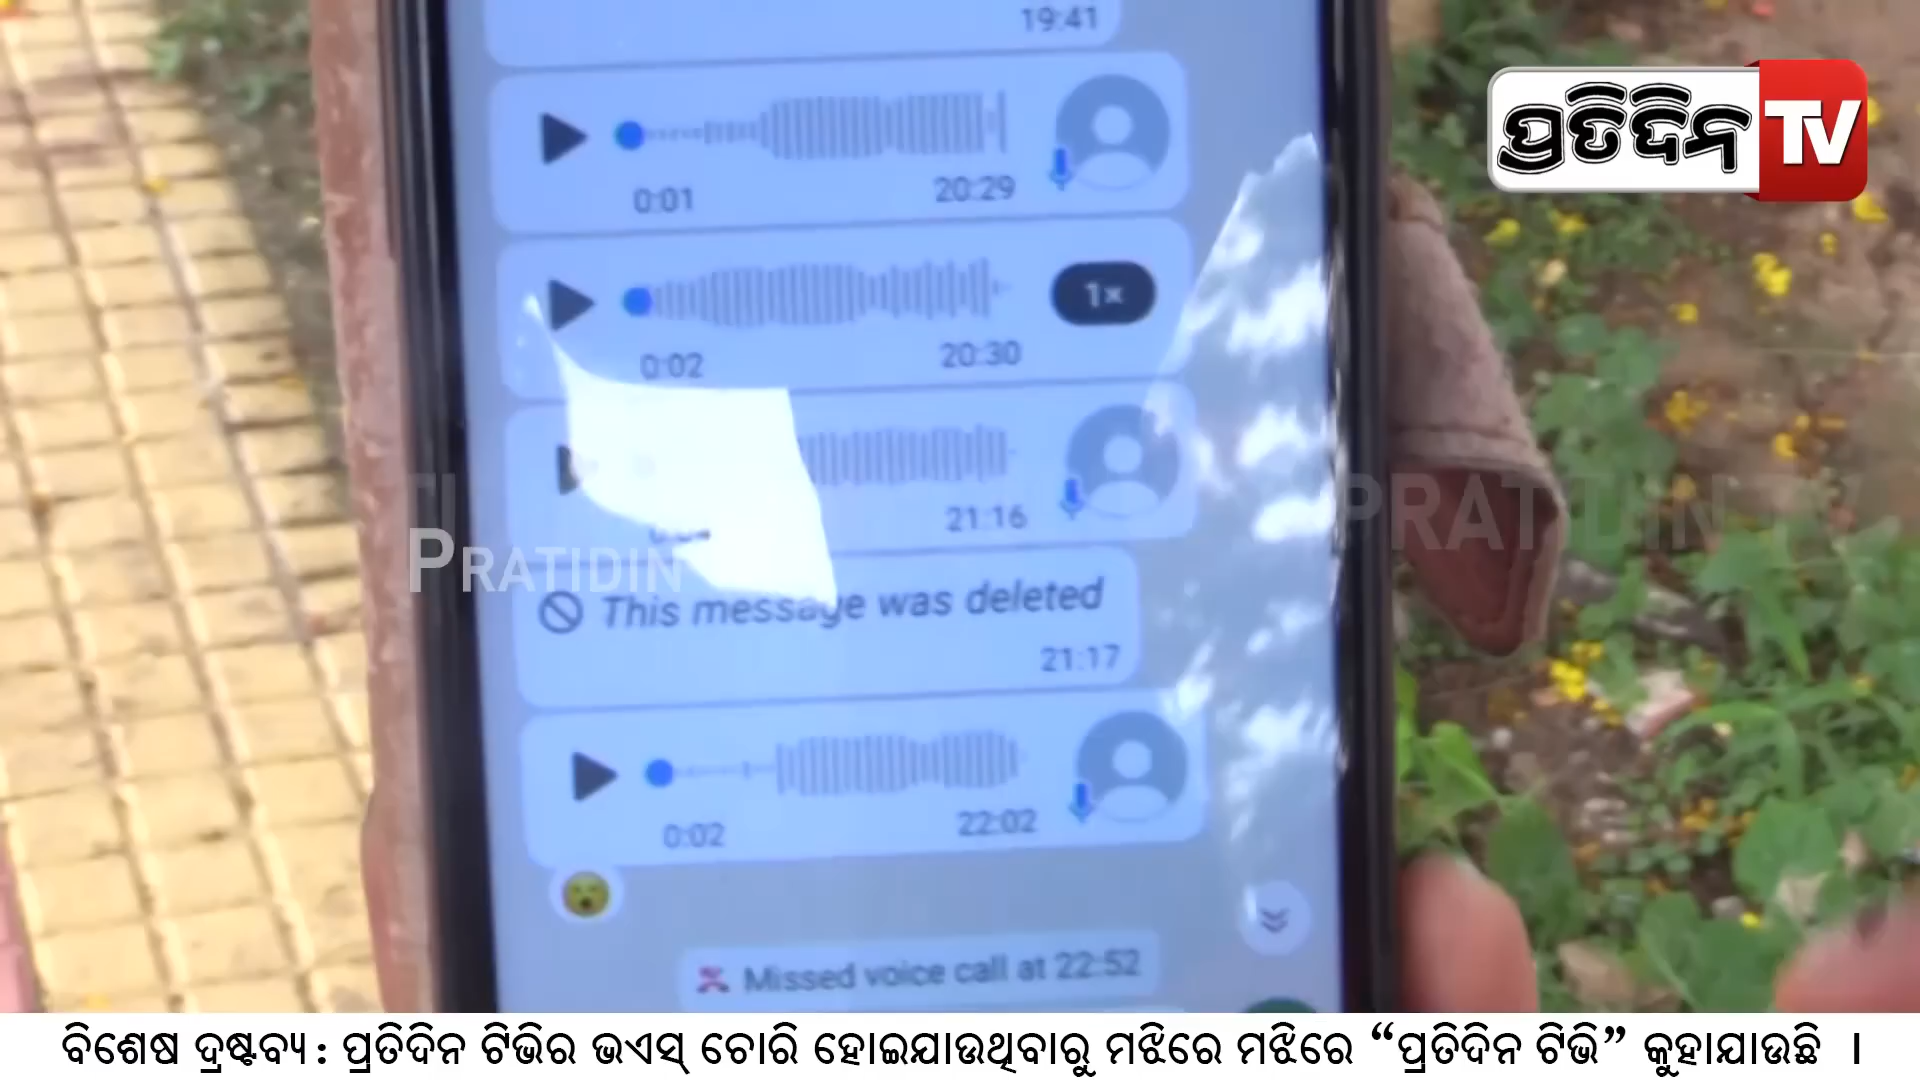 19:41
ପ୍ରତିଦିନ TV
0:01 20:29
1×
0:02 20:30
21:16
PRATIDIN
PRATIDIN
This message was deleted
21:17
0:02 22:02
Missed voice call at 22:52
ବିଶେଷ ଦ୍ରଷ୍ଟବ୍ୟ : ପ୍ରତିଦିନ ଟିଭିର ଭଏସ୍ ଚୋରି ହୋଇଯାଉଥିବାରୁ ମଝିରେ ମଝିରେ “ପ୍ରତିଦିନ ଟିଭି” କୁହାଯାଉଛି ।